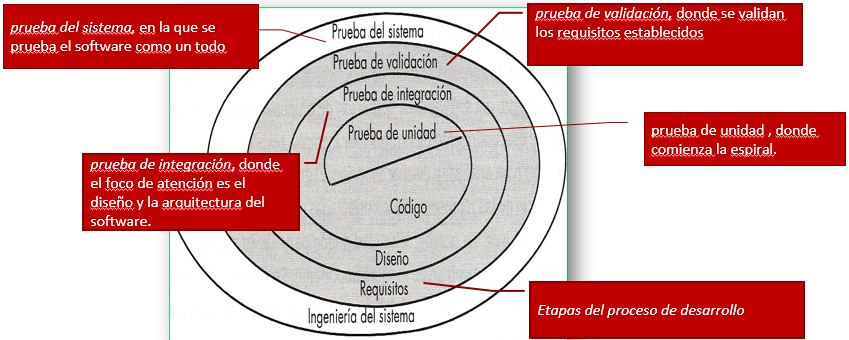 prueba del sistema, en la que se
prueba el software como un todo
prueba de validación, donde se validan
los requisitos establecidos
Prueba del sistema
Prueba de validación
Prueba de integración
Prueba de unidad
prueba de unidad , donde
comienza la espiral.
prueba de integración, donde
el foco de atención es el
diseño y la arquitectura del
software.
Código
Diseño
Requisitos
Ingeniería del sistema
Etapas del proceso de desarrollo